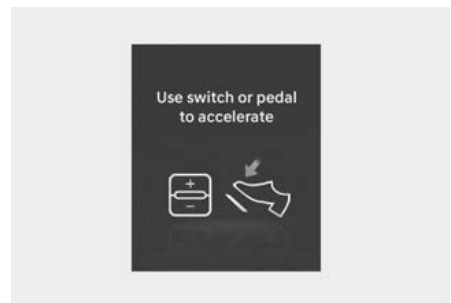 Use switch or pedal
to accelerate
+
−